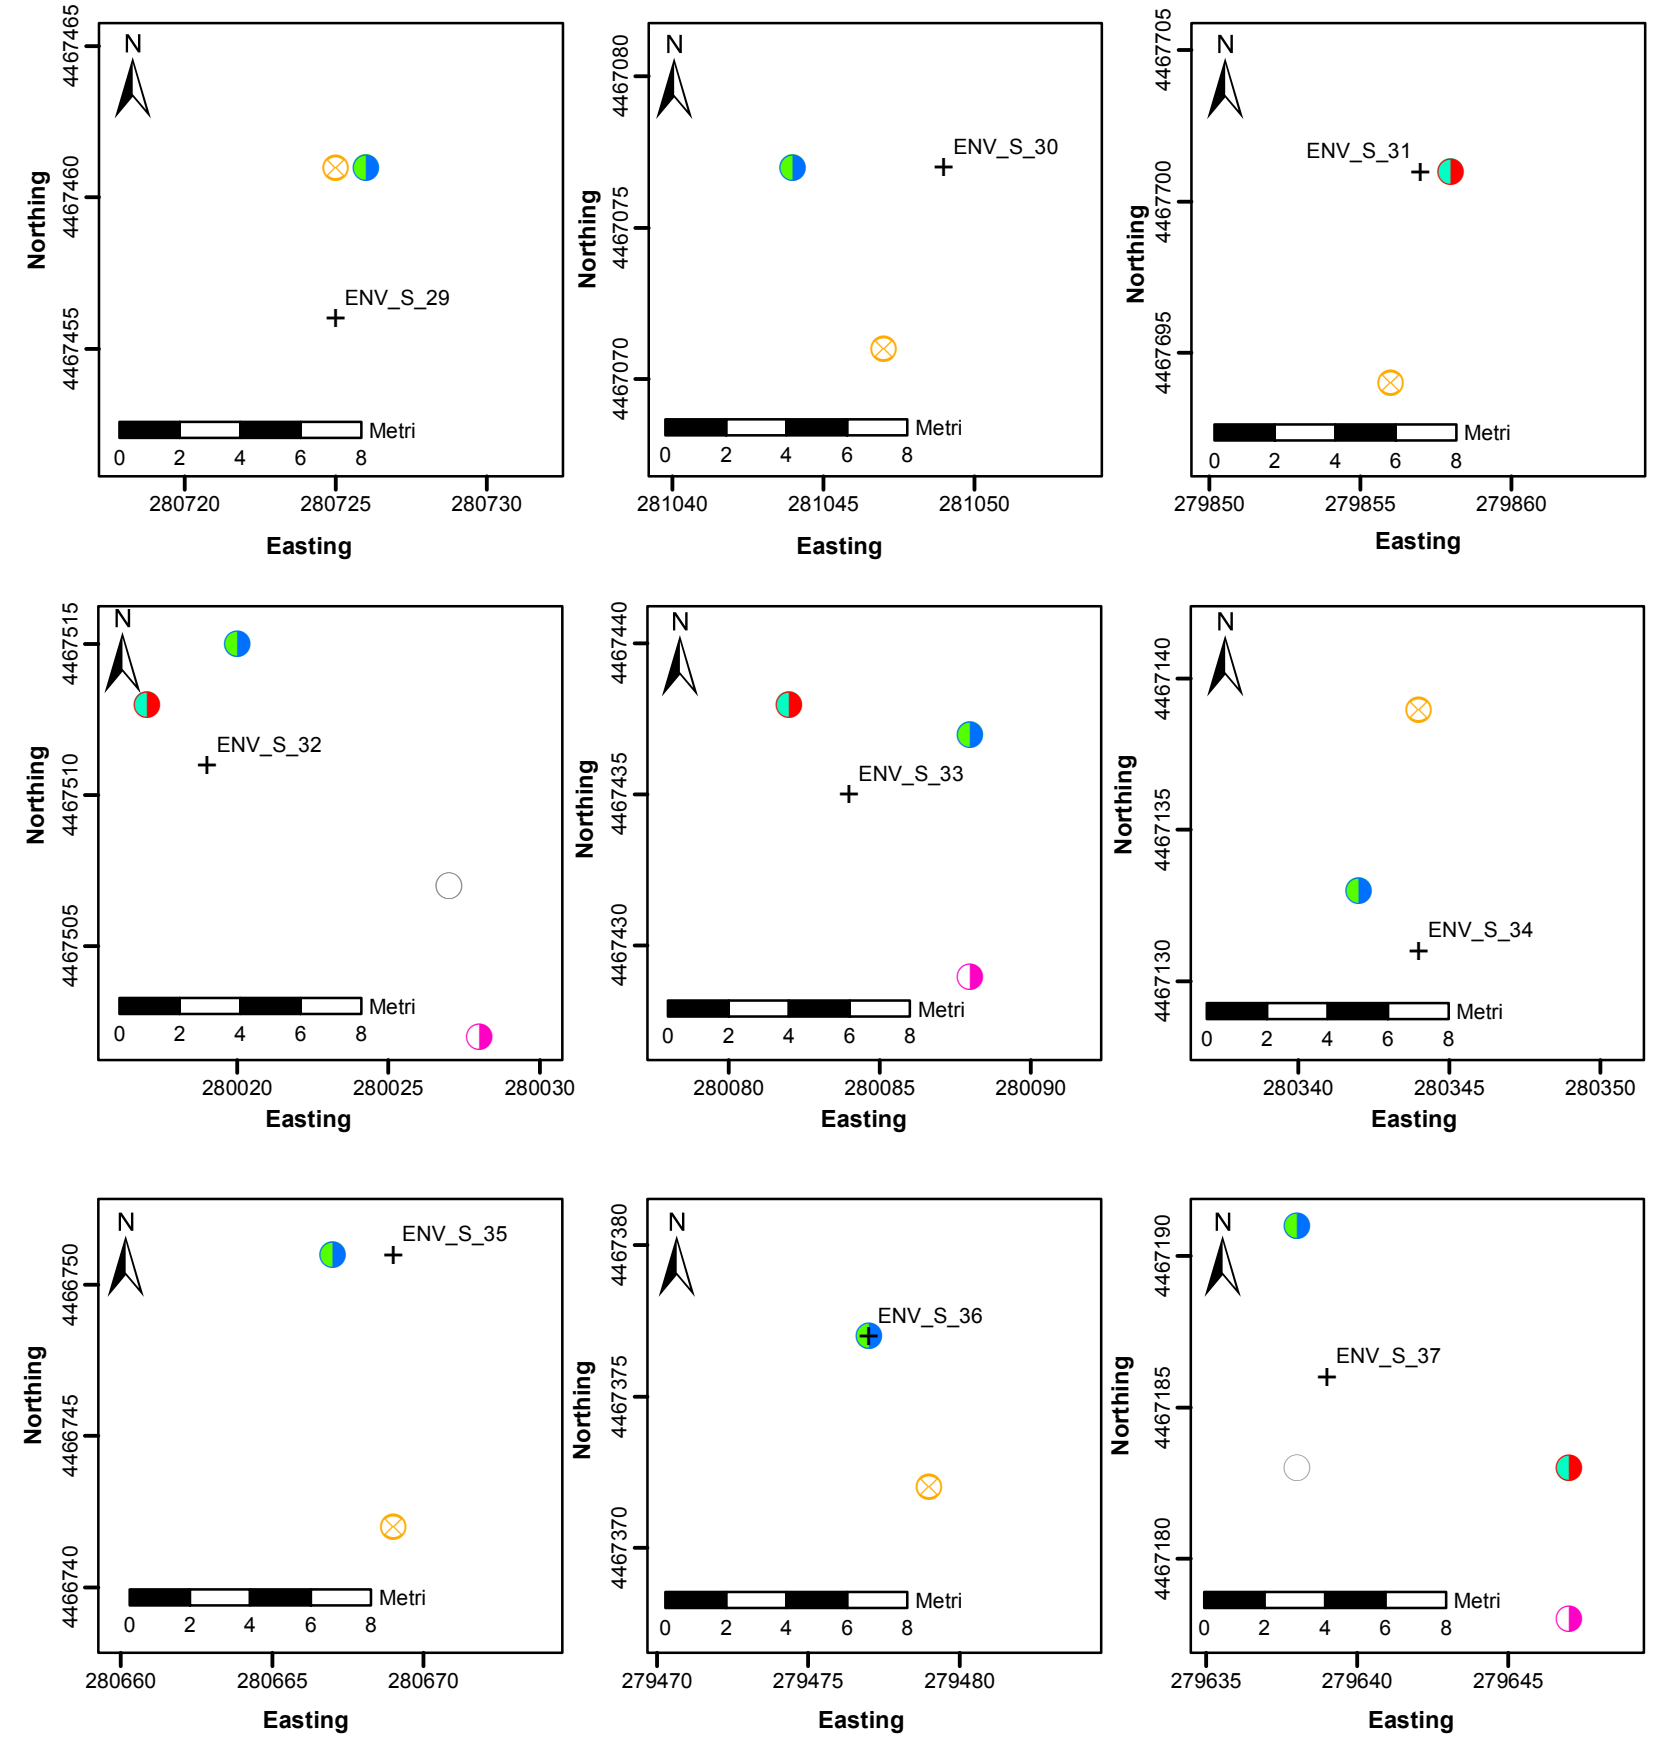 N
4467465
4467460
4467455
Northing
ENV_S_29
Metri
0 2 4 6 8
280720 280725 280730
Easting
N
4467080
4467075
4467070
Northing
ENV_S_30
Metri
0 2 4 6 8
281040 281045 281050
Easting
N
4467705
4467700
4467695
Northing
ENV_S_31
Metri
0 2 4 6 8
279850 279855 279860
Easting
N
4467515
4467510
4467505
Northing
ENV_S_32
Metri
0 2 4 6 8
280020 280025 280030
Easting
N
4467440
4467435
4467430
Northing
ENV_S_33
Metri
0 2 4 6 8
280080 280085 280090
Easting
N
4467140
4467135
4467130
Northing
ENV_S_34
Metri
0 2 4 6 8
280340 280345 280350
Easting
N
4466750
4466745
4466740
Northing
ENV_S_35
Metri
0 2 4 6 8
280660 280665 280670
Easting
N
4467380
4467375
4467370
Northing
ENV_S_36
Metri
0 2 4 6 8
279470 279475 279480
Easting
N
4467190
4467185
4467180
Northing
ENV_S_37
Metri
0 2 4 6 8
279635 279640 279645
Easting